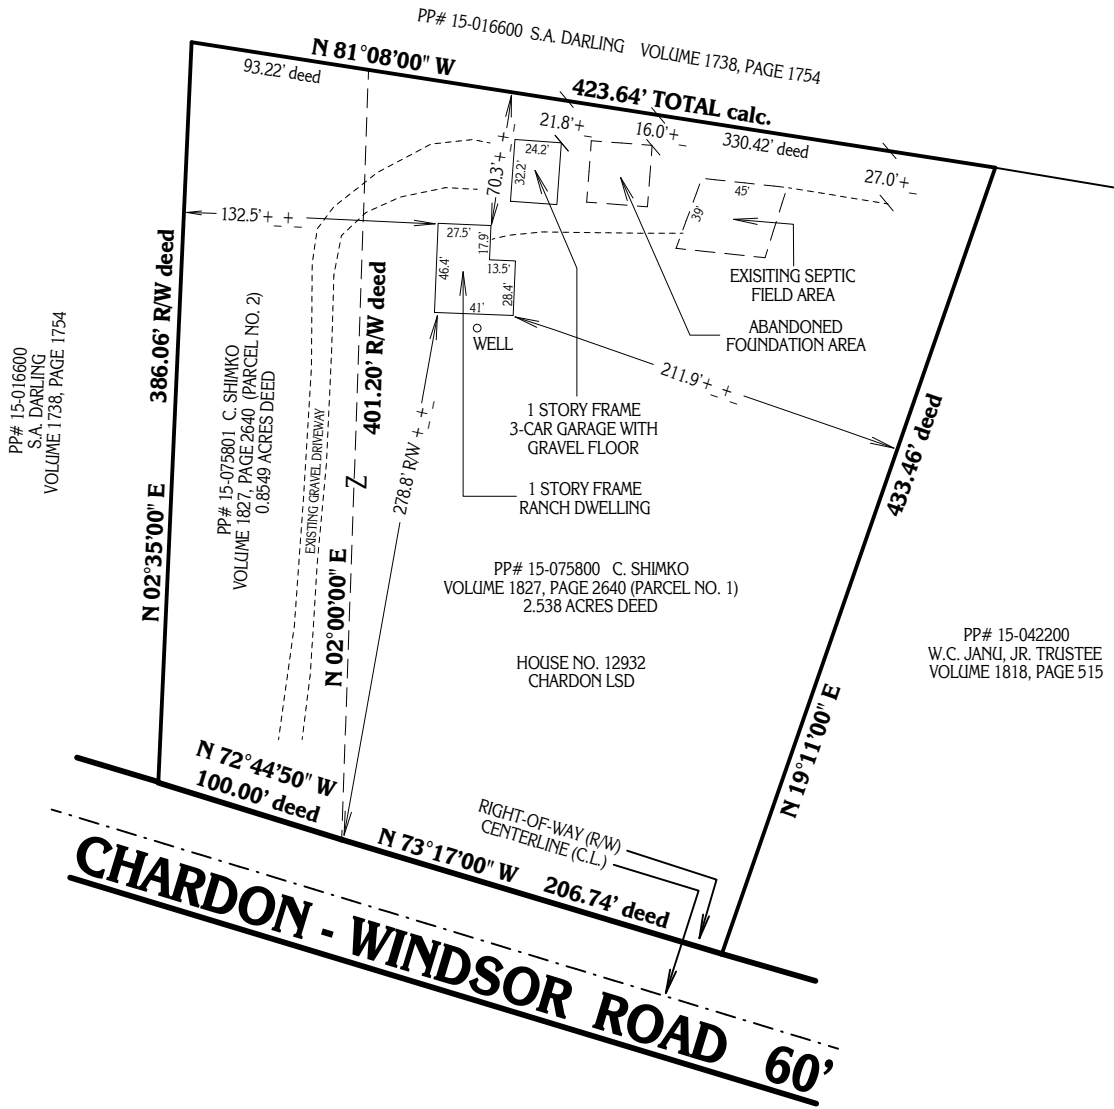 PP# 15-016600 S.A. DARLING VOLUME 1738, PAGE 1754
N 81°08'00" W
93.22' deed
423.64' TOTAL calc.
21.8'+_
16.0'+_
330.42' deed
27.0'+_
24.2'
32.2'
70.3'+_+_
45'
39'
132.5'+_+_
27.5'
17.9'
46.4'
13.5'
28.4'
41'
WELL
EXISITING SEPTIC
FIELD AREA
ABANDONED
FOUNDATION AREA
211.9'+_+_
386.06' R/W deed
N 02°35'00" E
401.20' R/W deed
N 02°00'00" E
Z
278.8' R/W +_+_
433.46' deed
N 19°11'00" E
PP# 15-016600
S.A. DARLING
VOLUME 1738, PAGE 1754
PP# 15-075801 C. SHIMKO
VOLUME 1827, PAGE 2640 (PARCEL NO. 2)
0.8549 ACRES DEED
EXISTING GRAVEL DRIVEWAY
1 STORY FRAME
3-CAR GARAGE WITH
GRAVEL FLOOR
1 STORY FRAME
RANCH DWELLING
PP# 15-075800 C. SHIMKO
VOLUME 1827, PAGE 2640 (PARCEL NO. 1)
2.538 ACRES DEED
HOUSE NO. 12932
CHARDON LSD
PP# 15-042200
W.C. JANU, JR. TRUSTEE
VOLUME 1818, PAGE 515
N 72°44'50" W
100.00' deed
N 73°17'00" W 206.74' deed
RIGHT-OF-WAY (R/W)
CENTERLINE (C.L.)
CHARDON - WINDSOR ROAD 60'